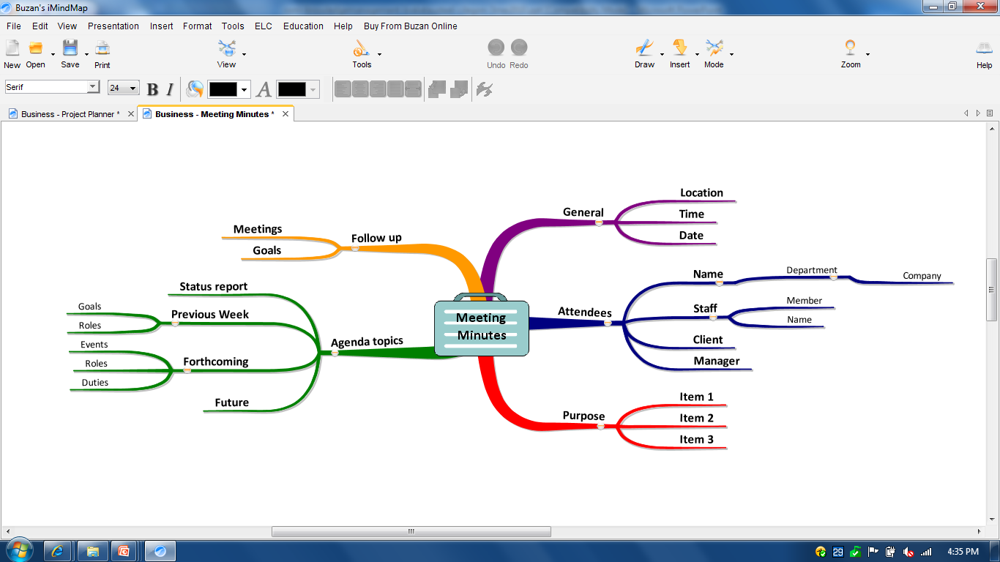 Buzan's iMindMap
File Edit View Presentation Insert Format Tools ELC Education Help Buy From Buzan Online
New Open Save Print View Tools Undo Redo Draw Insert Mode Zoom Help
Serif 24 B I A
Business - Project Planner * Business - Meeting Minutes *
Meeting
Minutes
General
Location
Time
Date
Attendees
Name
Department
Company
Staff
Member
Name
Client
Manager
Purpose
Item 1
Item 2
Item 3
Agenda topics
Status report
Previous Week
Goals
Roles
Forthcoming
Events
Roles
Duties
Future
Follow up
Meetings
Goals
29 4:35 PM